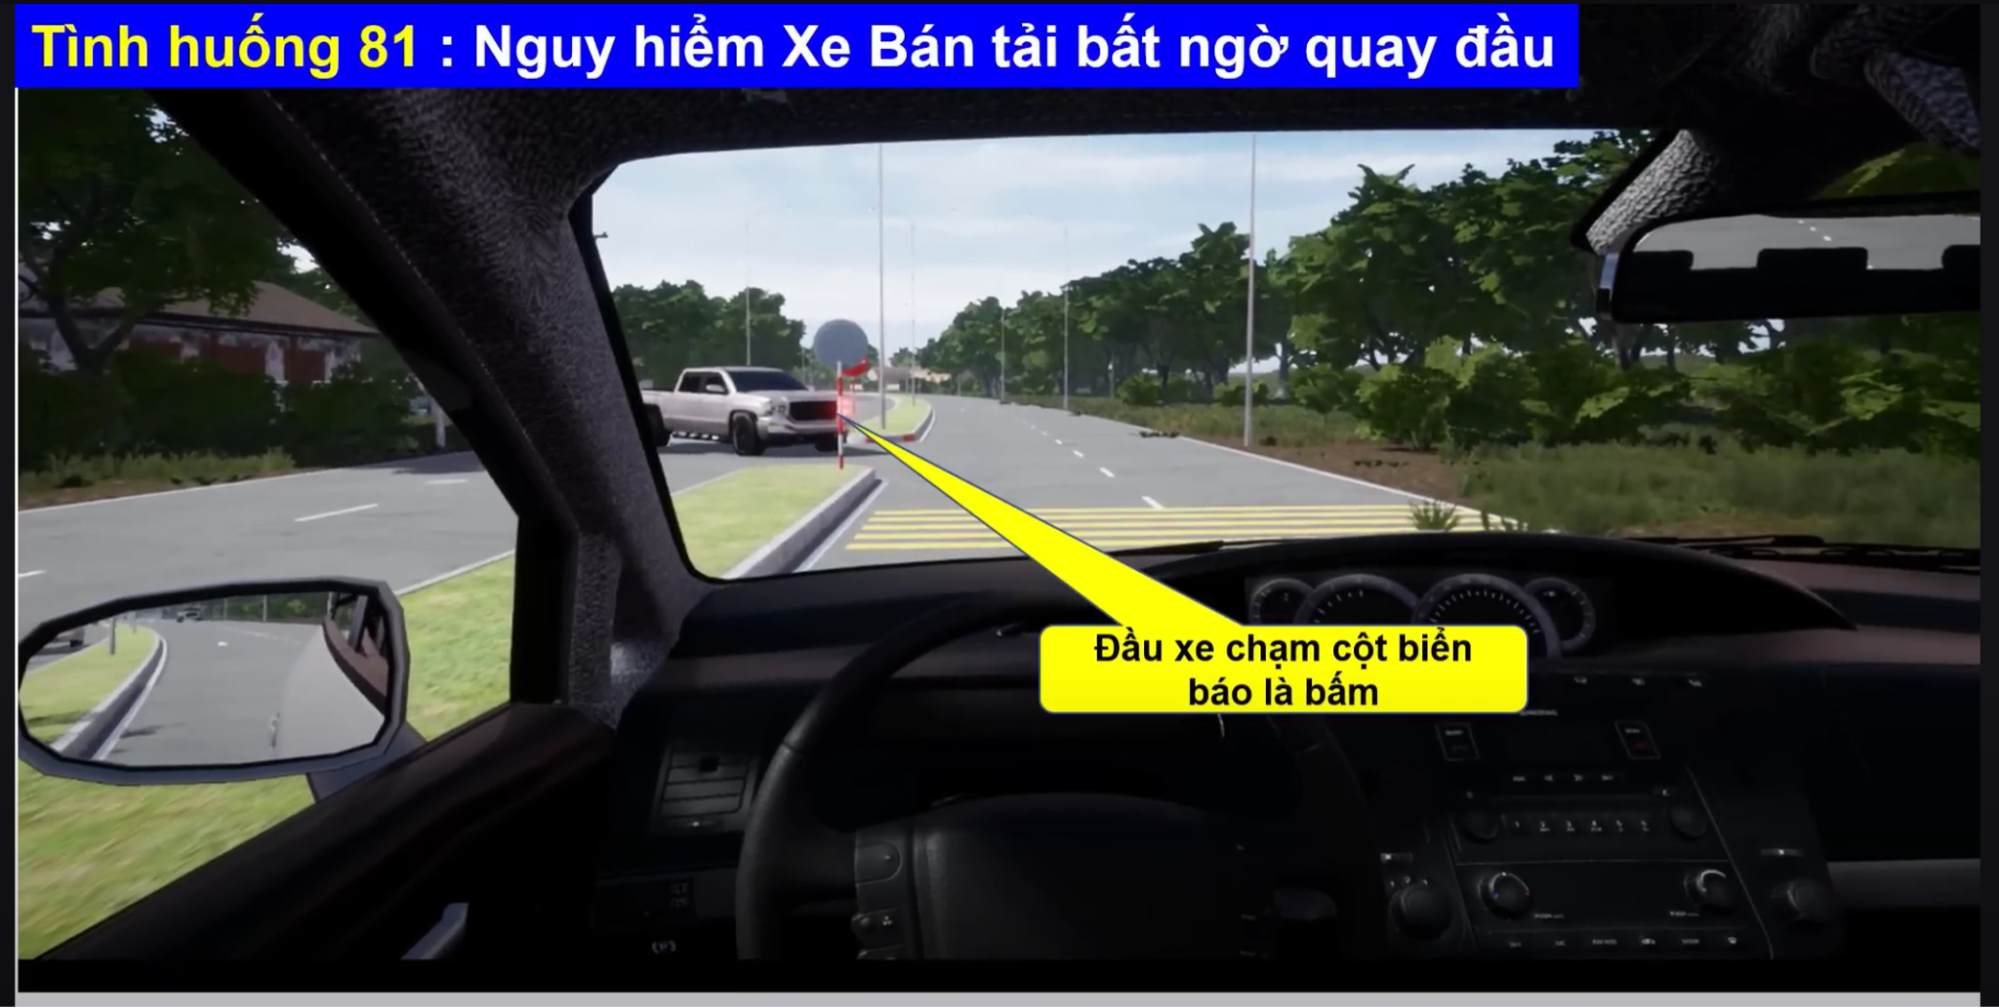 Tình huống 81 : Nguy hiểm Xe Bán tải bất ngờ quay đầu
Đầu xe chạm cột biển
báo là bấm